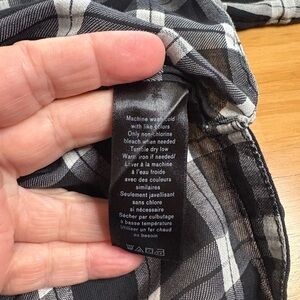 Machine wash cold
with like colors
Only non-chlorine
bleach when needed
Tumble dry low
Warm iron if needed/
Laver à la machine
à l'eau froide
avec des couleurs
similaires
Seulement javellisant
sans chlore
si nécessaire
Sécher par culbutage
à basse température
Utiliser un fer chaud
au besoin